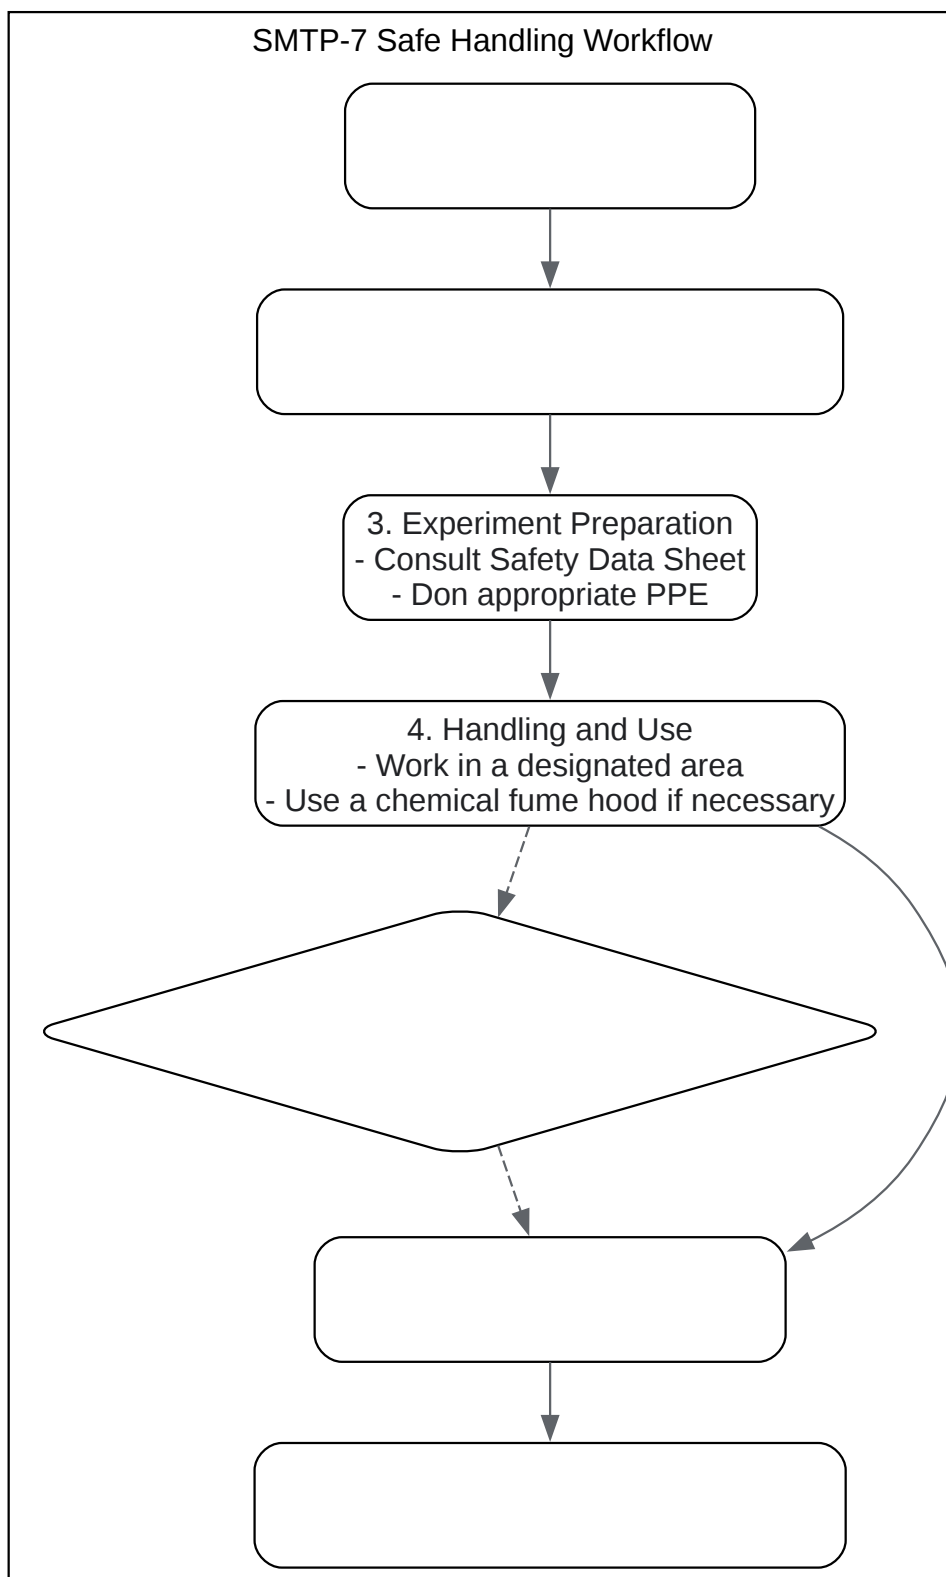 SMTP-7 Safe Handling Workflow
3. Experiment Preparation
- Consult Safety Data Sheet
- Don appropriate PPE
4. Handling and Use
- Work in a designated area
- Use a chemical fume hood if necessary